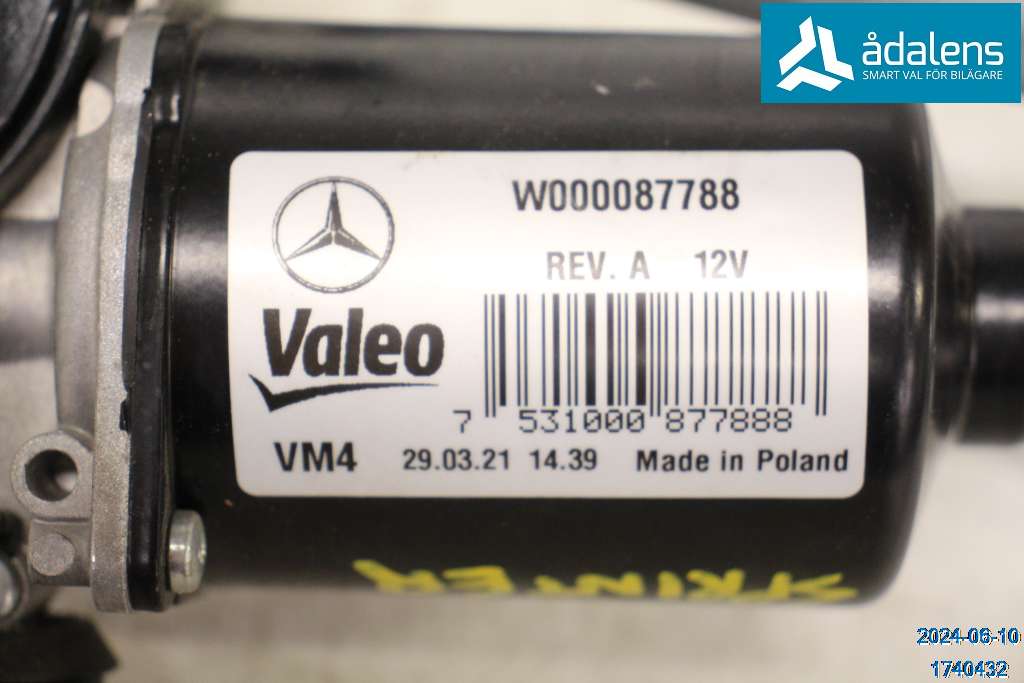 ådalens
SMART VAL FÖR BILÄGARE
W000087788
REV. A 12V
Valeo
7 531000 877888
VM4 29.03.21 14.39 Made in Poland
SPRINTER
2024-06-10
1740432